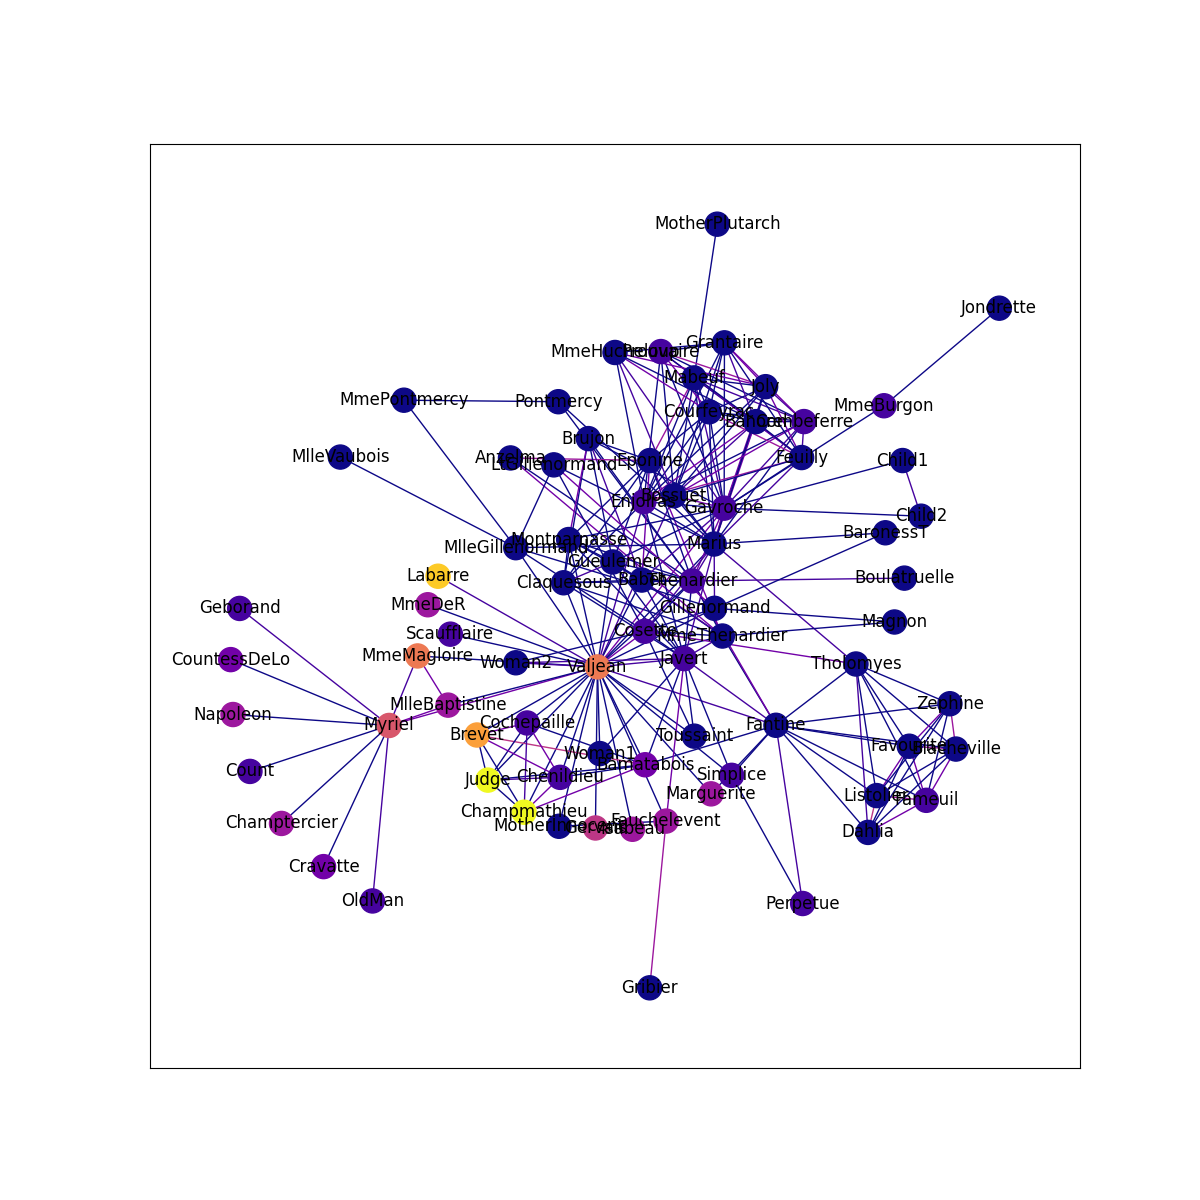 MotherPlutarch
Jondrette
Grantaire
MmeHucheloup
Prouvaire
Mabeuf
Joly
MmePontmercy
Pontmercy
MmeBurgon
Courfeyrac
Bahorel
Combeferre
Brujon
MlleVaubois
Anzelma
LtGillenormand
Eponine
Feuilly
Child1
Bossuet
Enjolras
Gavroche
Child2
BaronessT
Montparnasse
MlleGillenormand
Marius
Gueulemer
Labarre
Claquesous
Babet
Thenardier
Boulatruelle
MmeDeR
Geborand
Gillenormand
Magnon
Scaufflaire
Cosette
MmeThenardier
CountessDeLo
MmeMagloire
Woman2
Valjean
Javert
Tholomyes
MlleBaptistine
Zephine
Napoleon
Myriel
Cochepaille
Fantine
Brevet
Toussaint
Favourite
Blacheville
Woman1
Bamatabois
Count
Judge
Chenildieu
Simplice
Marguerite
Listolier
Fameuil
Champmathieu
Champtercier
MotherInnocent
Gervais
Isabeau
Fauchelevent
Dahlia
Cravatte
OldMan
Perpetue
Gribier